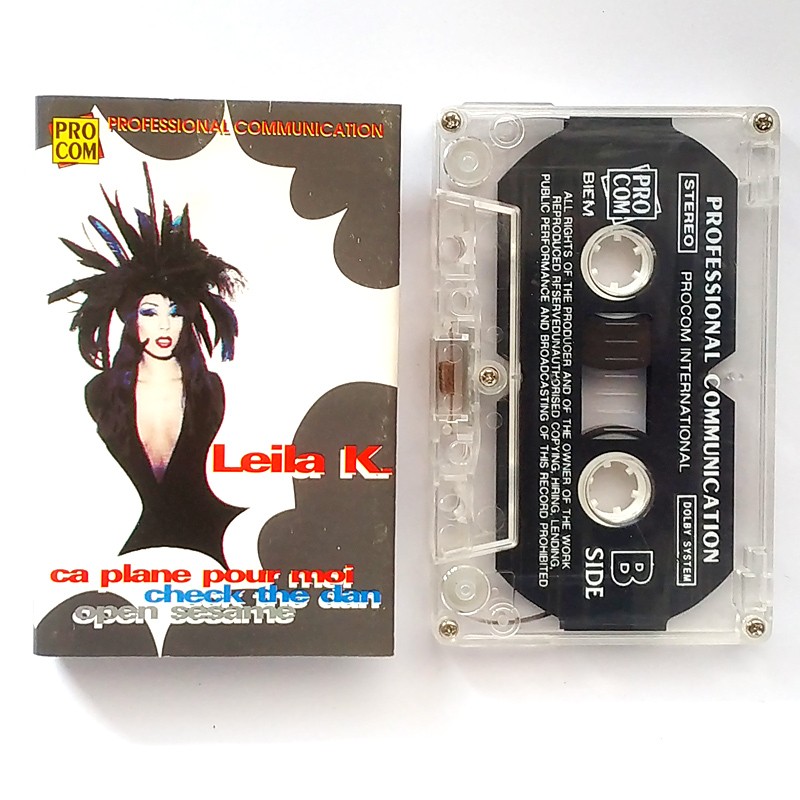 PRO
COM
PROFESSIONAL COMMUNICATION
Leila K.
ca plane pour moi
check the dan
open sesame
PROFESSIONAL COMMUNICATION
STEREO
PROCOM INTERNATIONAL
DOLBY SYSTEM
PRO
COM
BIEM
B
SIDE
ALL RIGHTS OF THE PRODUCER AND OF THE OWNER OF THE WORK
REPRODUCED RESERVEDUNAUTHORISED COPYING, HIRING, LENDING,
PUBLIC PERFORMANCE AND BROADCASTING OF THIS RECORD PROHIBITED